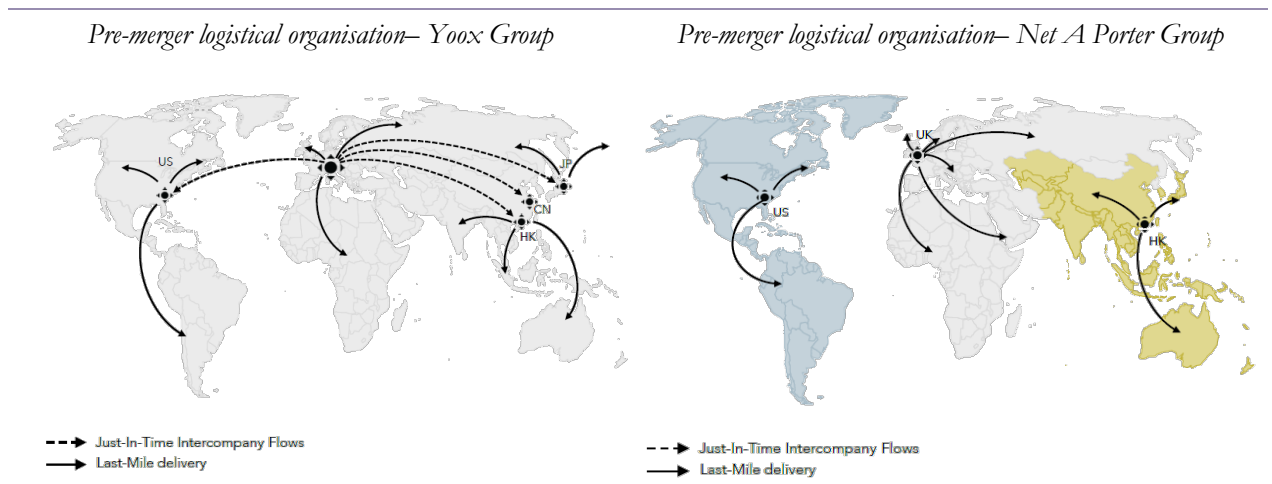 Pre-merger logistical organisation– Yoox Group
Pre-merger logistical organisation– Net A Porter Group
US
JP
CN
HK
UK
US
HK
Just-In-Time Intercompany Flows
Last-Mile delivery
Just-In-Time Intercompany Flows
Last-Mile delivery